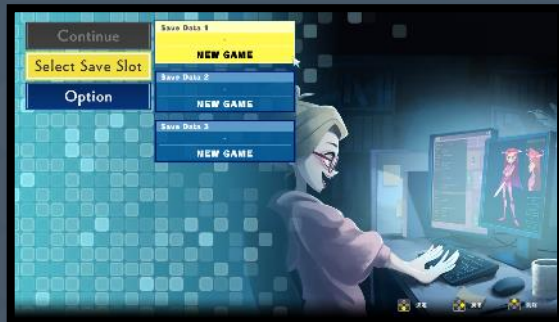 Continue
Select Save Slot
Option
Save Data 1
-
NEW GAME
Save Data 2
-
NEW GAME
Save Data 3
-
NEW GAME